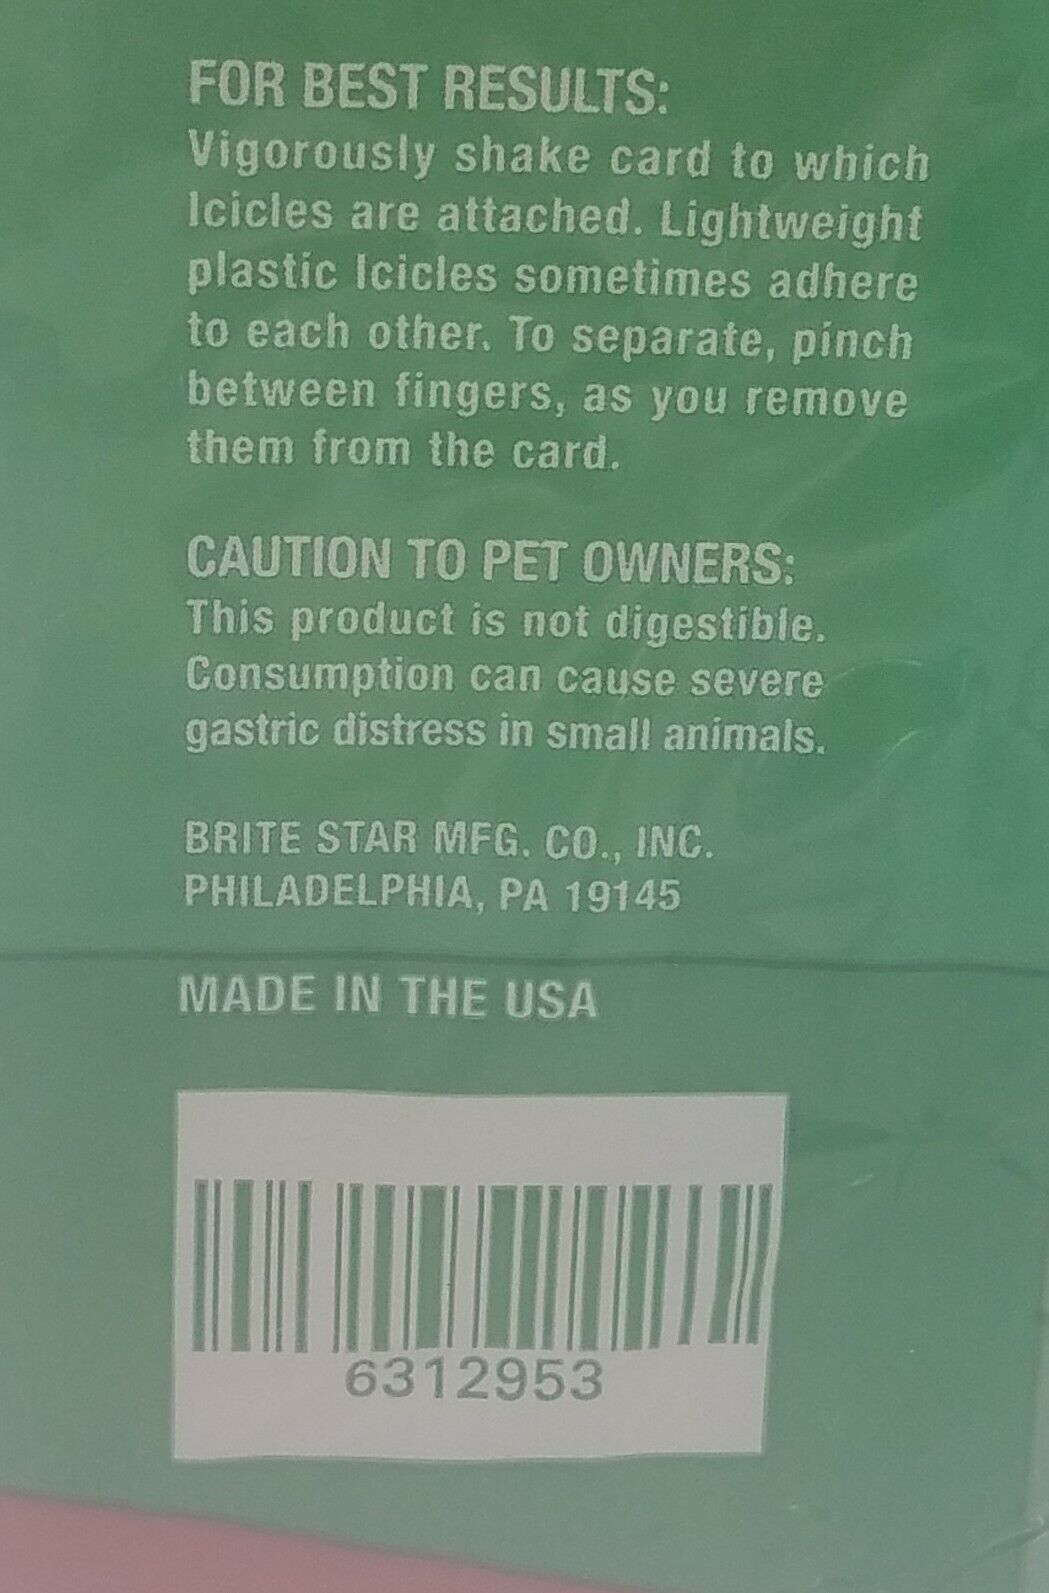 FOR BEST RESULTS:
Vigorously shake card to which
Icicles are attached. Lightweight
plastic Icicles sometimes adhere
to each other. To separate, pinch
between fingers, as you remove
them from the card.
CAUTION TO PET OWNERS:
This product is not digestible.
Consumption can cause severe
gastric distress in small animals.
BRITE STAR MFG. CO., INC.
PHILADELPHIA, PA 19145
MADE IN THE USA
6312953